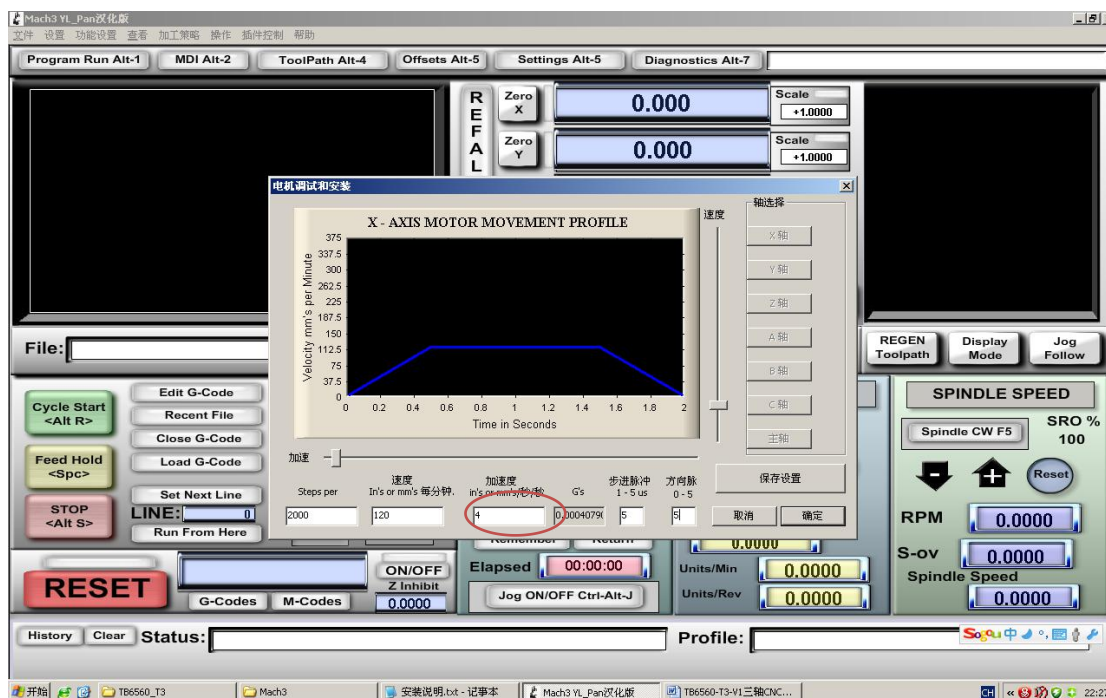 Mach3 YL_Pan汉化版
文件 设置 功能设置 查看 加工策略 操作 插件控制 帮助
Program Run Alt-1 MDI Alt-2 ToolPath Alt-4 Offsets Alt-5 Settings Alt-5 Diagnostics Alt-7
REFAL
Zero X 0.000 Scale +1.0000
Zero Y 0.000 Scale +1.0000
电机调试和安装
X - AXIS MOTOR MOVEMENT PROFILE
速度
轴选择
X 轴
Y 轴
Z 轴
A 轴
B 轴
C 轴
主轴
Velocity mm's per Minute
375
337.5
300
262.5
225
187.5
150
112.5
75
37.5
0
0 0.2 0.4 0.6 0.8 1 1.2 1.4 1.6 1.8 2
Time in Seconds
加速
Steps per
速度
In's or mm's 每分钟.
加速度
in's or mm's/秒/秒
G's
步进脉冲
1 - 5 us
方向脉
0 - 5
保存设置
2000 120 4 0.00040790 5 5 取消 确定
File:
REGEN Toolpath
Display Mode
Jog Follow
Cycle Start <Alt R>
Feed Hold <Spc>
STOP <Alt S>
Edit G-Code
Recent File
Close G-Code
Load G-Code
Set Next Line
LINE: 0
Run From Here
SPINDLE SPEED
Spindle CW F5
SRO %
100
Reset
RPM 0.0000
S-ov 0.0000
Spindle Speed
0.0000
Remember Return
Elapsed 00:00:00
Jog ON/OFF Ctrl-Alt-J
0.0000
Units/Min 0.0000
Units/Rev 0.0000
RESET
G-Codes M-Codes
ON/OFF
Z Inhibit
0.0000
History Clear Status:
Profile:
Sogou 中
开始 TB6560_T3 Mach3 安装说明.txt - 记事本 Mach3 YL_Pan汉化版 TB6560-T3-V1三轴CNC... CH